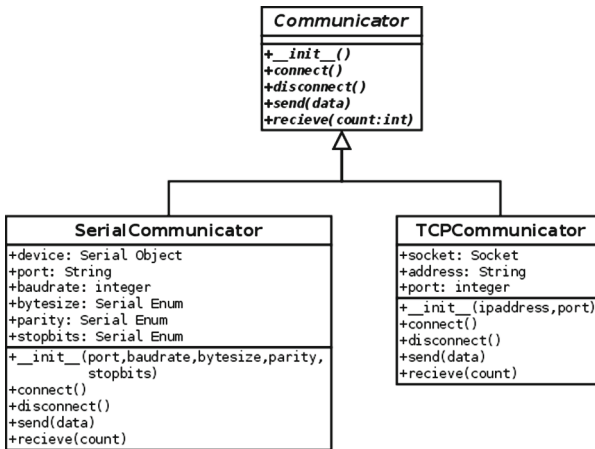 Communicator
+__init__()
+connect()
+disconnect()
+send(data)
+recieve(count:int)
SerialCommunicator
+device: Serial Object
+port: String
+baudrate: integer
+bytesize: Serial Enum
+parity: Serial Enum
+stopbits: Serial Enum
+__init__(port,baudrate,bytesize,parity,
stopbits)
+connect()
+disconnect()
+send(data)
+recieve(count)
TCPCommunicator
+socket: Socket
+address: String
+port: integer
+__init__(ipaddress,port)
+connect()
+disconnect()
+send(data)
+recieve(count)